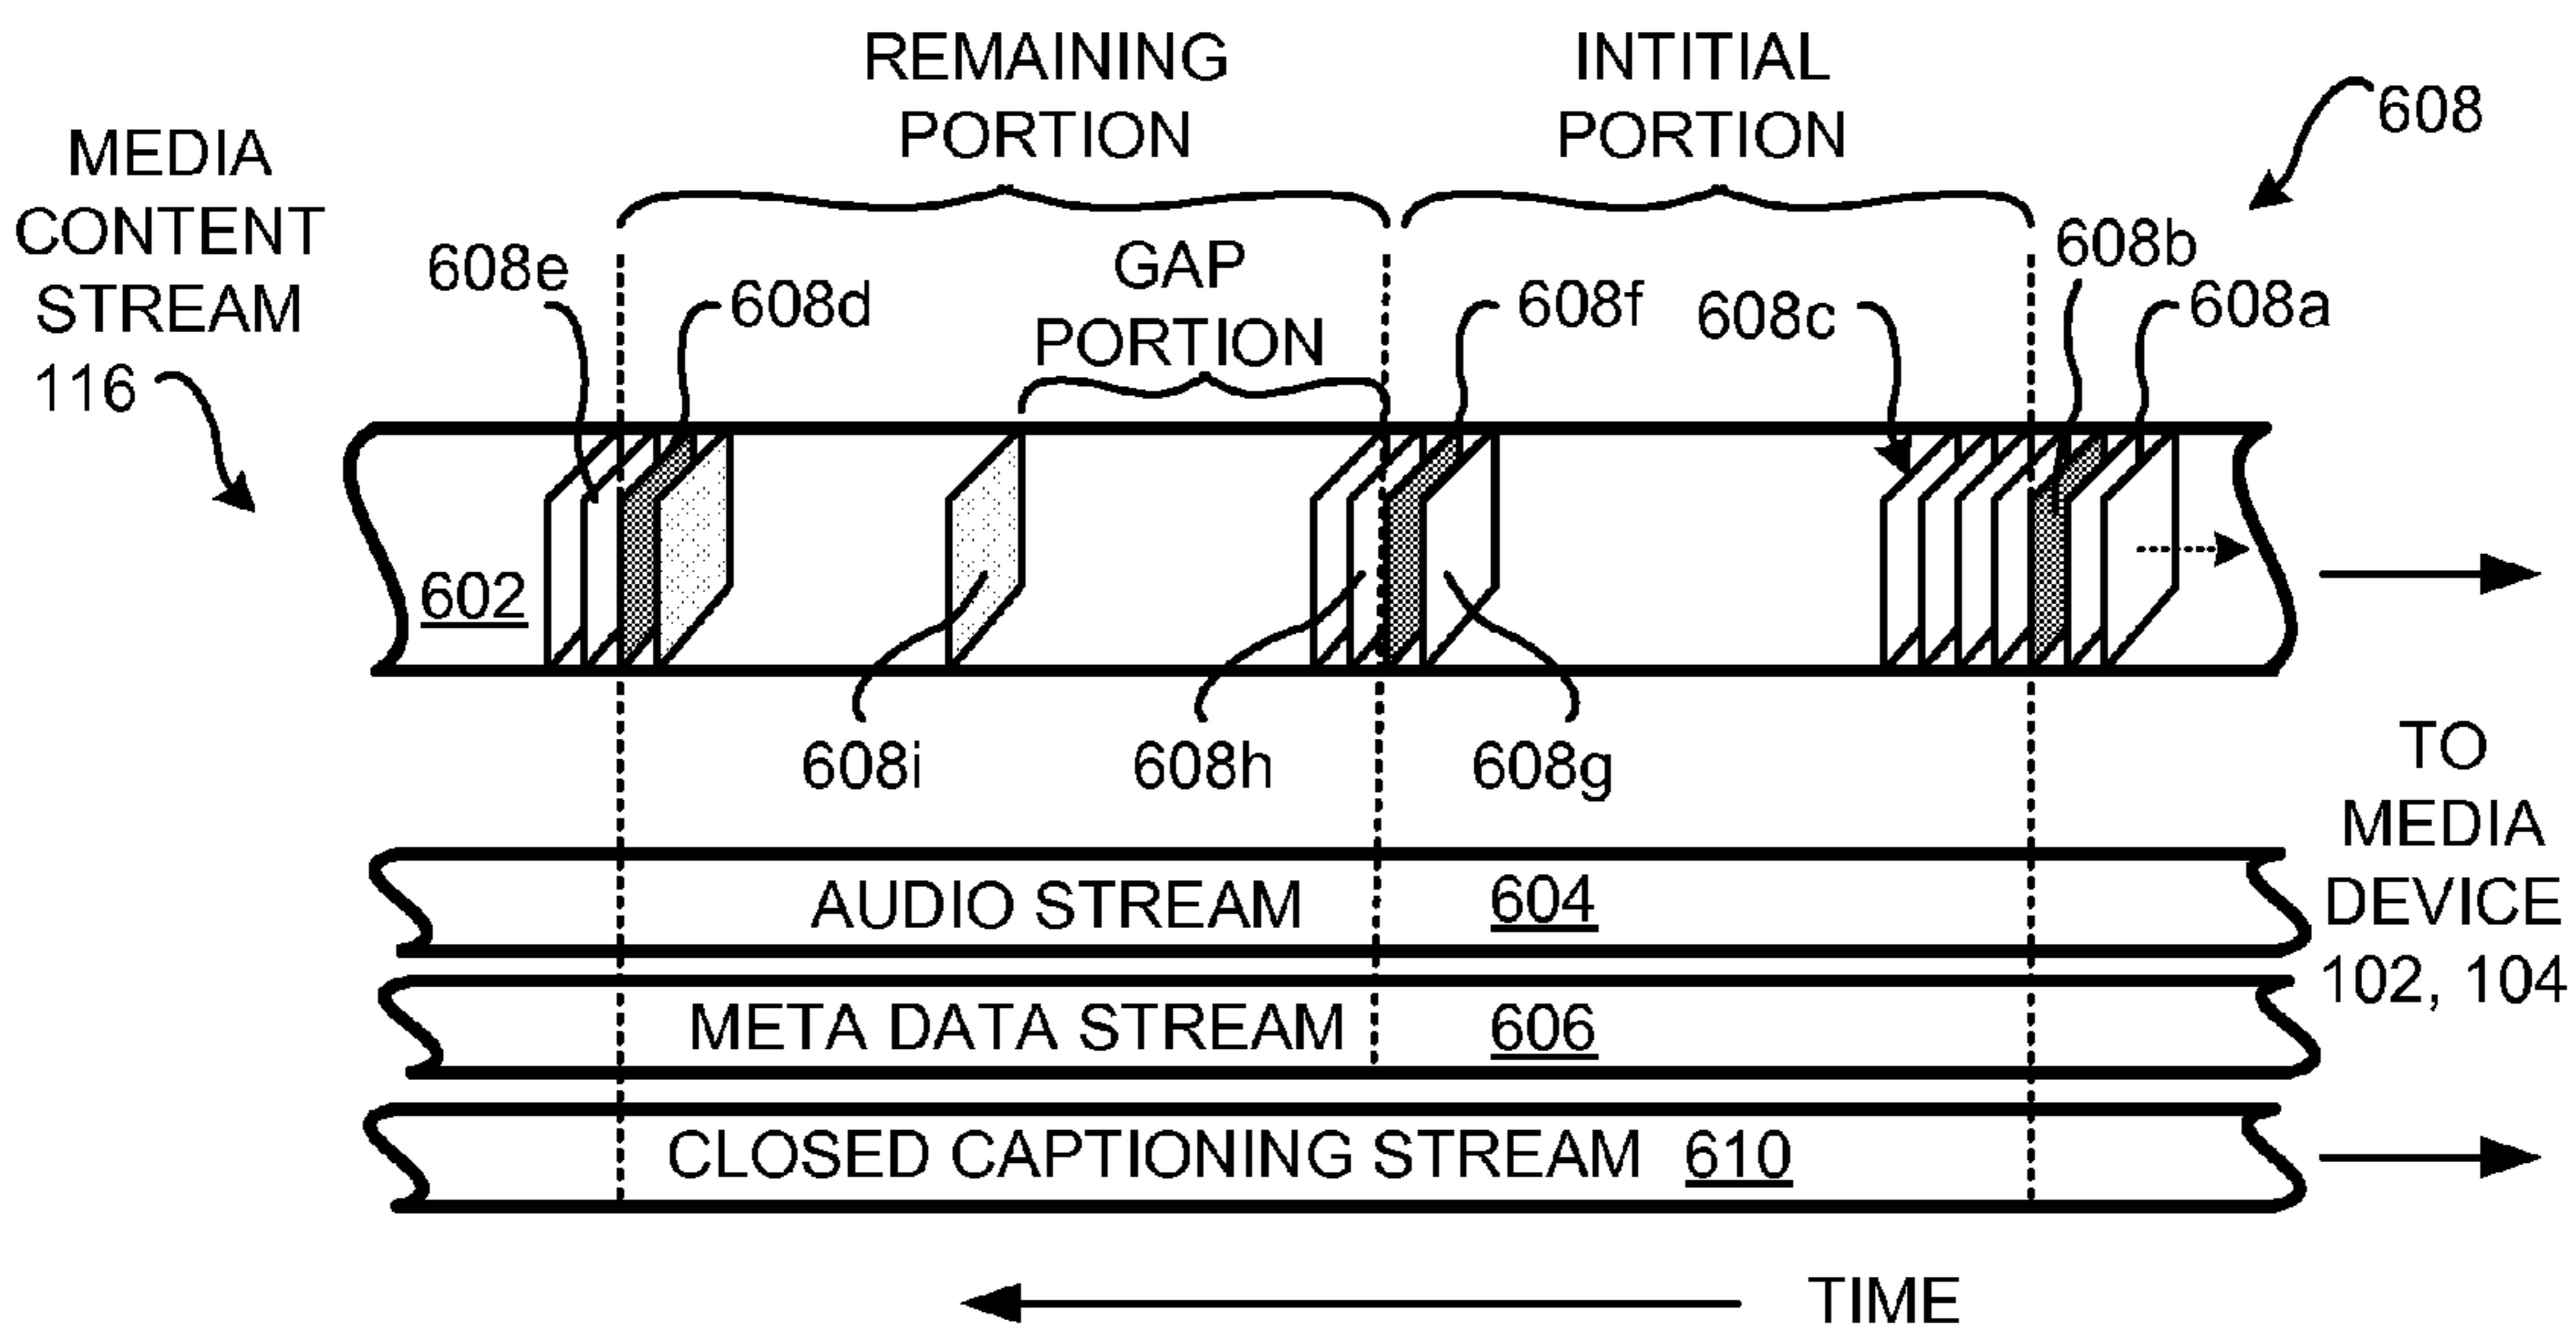 REMAINING
PORTION
INTITIAL
PORTION
608
MEDIA
CONTENT
STREAM
116
608e
608d
GAP
PORTION
608f
608c
608b
608a
602
608i
608h
608g
TO
MEDIA
DEVICE
102, 104
AUDIO STREAM 604
META DATA STREAM 606
CLOSED CAPTIONING STREAM 610
TIME